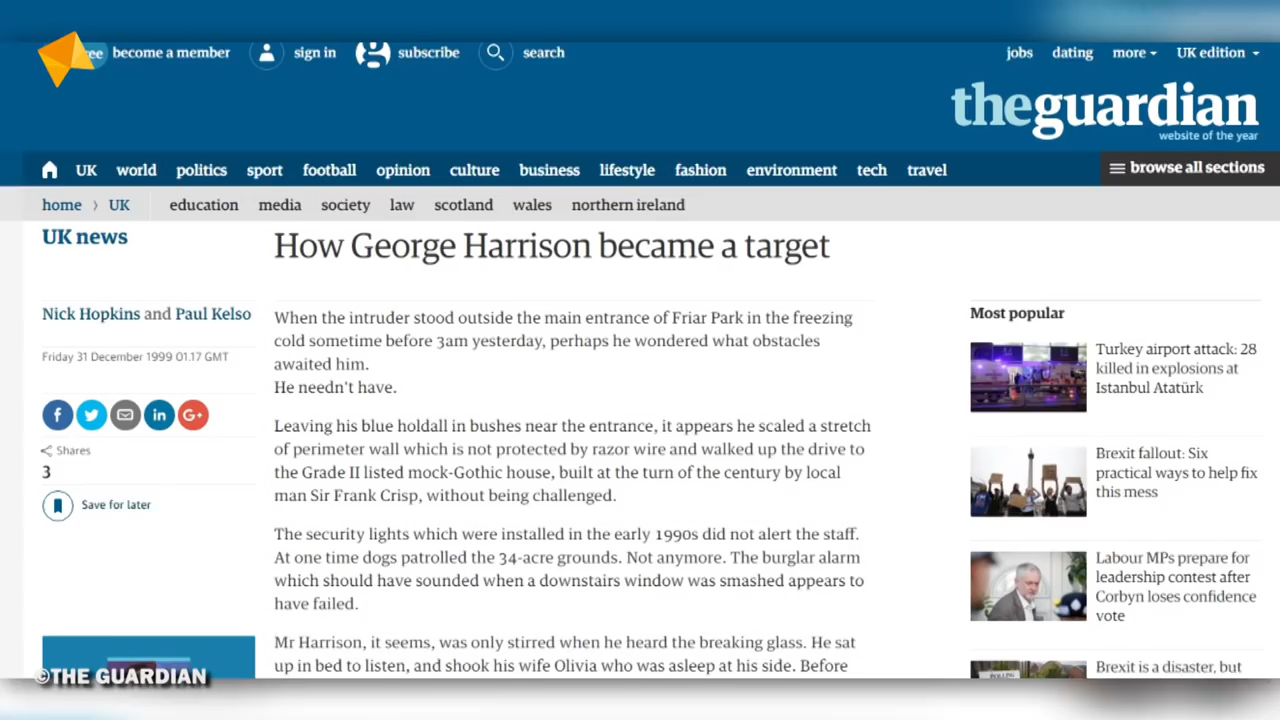 free become a member sign in subscribe search jobs dating more UK edition
theguardian
website of the year
UK world politics sport football opinion culture business lifestyle fashion environment tech travel browse all sections
home › UK education media society law scotland wales northern ireland
UK news
How George Harrison became a target
Nick Hopkins and Paul Kelso
Friday 31 December 1999 01.17 GMT
Shares
3
Save for later
When the intruder stood outside the main entrance of Friar Park in the freezing
cold sometime before 3am yesterday, perhaps he wondered what obstacles
awaited him.
He needn't have.
Leaving his blue holdall in bushes near the entrance, it appears he scaled a stretch
of perimeter wall which is not protected by razor wire and walked up the drive to
the Grade II listed mock-Gothic house, built at the turn of the century by local
man Sir Frank Crisp, without being challenged.
The security lights which were installed in the early 1990s did not alert the staff.
At one time dogs patrolled the 34-acre grounds. Not anymore. The burglar alarm
which should have sounded when a downstairs window was smashed appears to
have failed.
Mr Harrison, it seems, was only stirred when he heard the breaking glass. He sat
up in bed to listen, and shook his wife Olivia who was asleep at his side. Before
Most popular
Turkey airport attack: 28
killed in explosions at
Istanbul Atatürk
Brexit fallout: Six
practical ways to help fix
this mess
Labour MPs prepare for
leadership contest after
Corbyn loses confidence
vote
Brexit is a disaster, but
©THE GUARDIAN